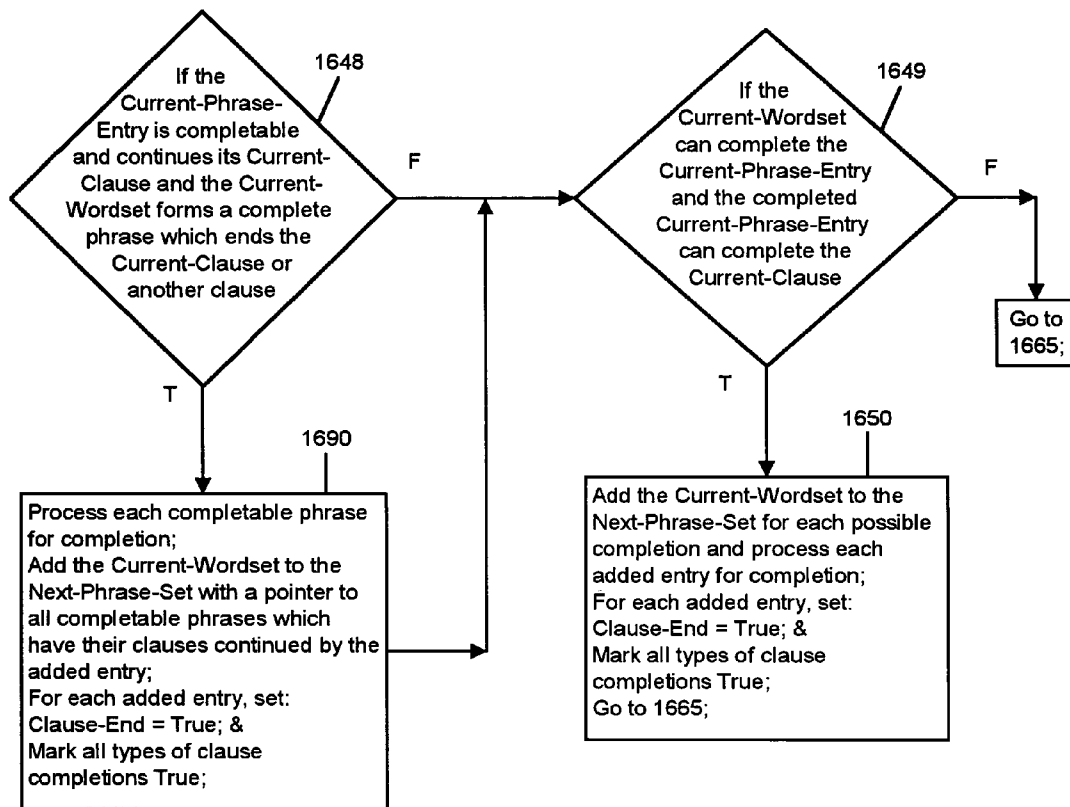 1648
If the
Current-Phrase-
Entry is completable
and continues its Current-
Clause and the Current-
Wordset forms a complete
phrase which ends the
Current-Clause or
another clause
F
T
1690
Process each completable phrase
for completion;
Add the Current-Wordset to the
Next-Phrase-Set with a pointer to
all completable phrases which
have their clauses continued by the
added entry;
For each added entry, set:
Clause-End = True; &
Mark all types of clause
completions True;
1649
If the
Current-Wordset
can complete the
Current-Phrase-Entry
and the completed
Current-Phrase-Entry
can complete the
Current-Clause
F
Go to
1665;
T
1650
Add the Current-Wordset to the
Next-Phrase-Set for each possible
completion and process each
added entry for completion;
For each added entry, set:
Clause-End = True; &
Mark all types of clause
completions True;
Go to 1665;